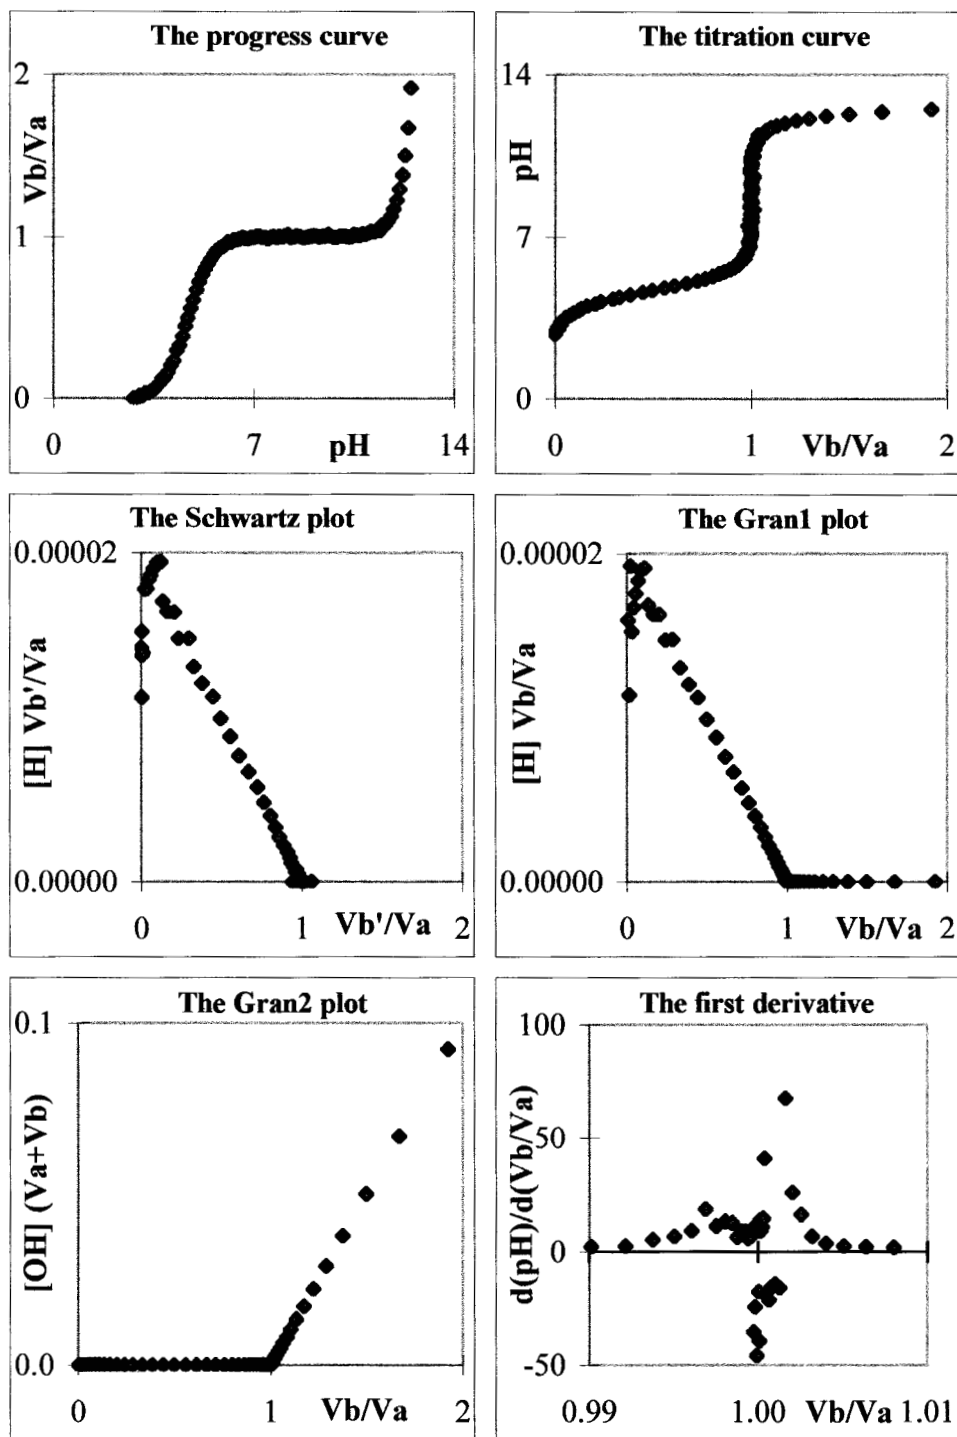 The progress curve
2
Vb/Va
1
0
0 7 pH 14
The titration curve
14
pH
7
0
0 1 Vb/Va 2
The Schwartz plot
0.00002
[H] Vb'/Va
0.00000
0 1 Vb'/Va 2
The Gran1 plot
0.00002
[H] Vb/Va
0.00000
0 1 Vb/Va 2
The Gran2 plot
0.1
[OH] (Va+Vb)
0.0
0 1 Vb/Va 2
The first derivative
100
d(pH)/d(Vb/Va)
50
0
-50
0.99 1.00 Vb/Va 1.01